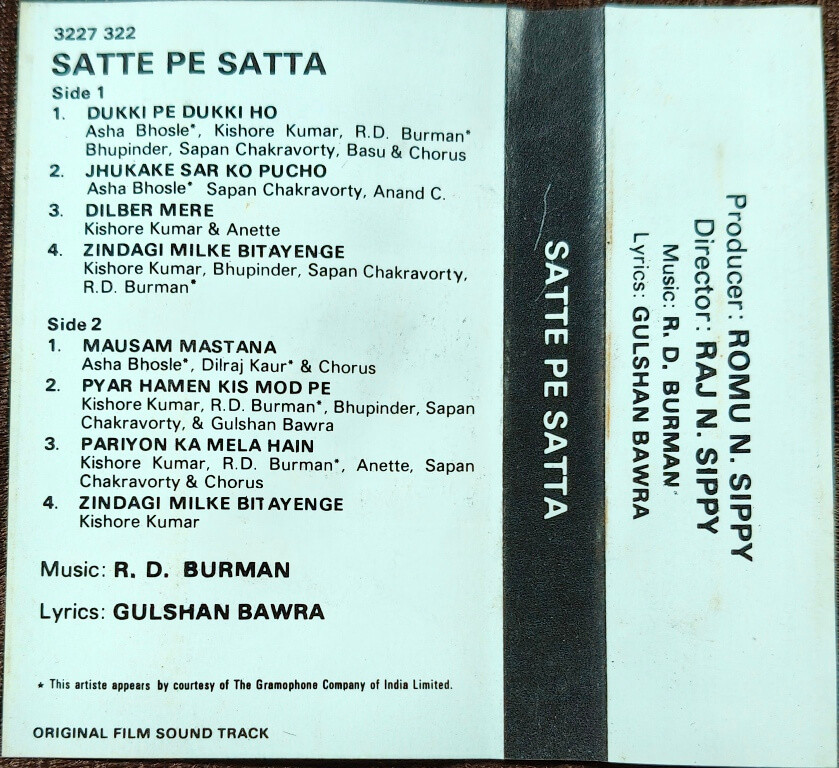 3227 322
SATTE PE SATTA
Side 1
1. DUKKI PE DUKKI HO
Asha Bhosle*, Kishore Kumar, R.D. Burman*
Bhupinder, Sapan Chakravorty, Basu & Chorus
2. JHUKAKE SAR KO PUCHO
Asha Bhosle* Sapan Chakravorty, Anand C.
3. DILBER MERE
Kishore Kumar & Anette
4. ZINDAGI MILKE BITAYENGE
Kishore Kumar, Bhupinder, Sapan Chakravorty,
R.D. Burman*
Side 2
1. MAUSAM MASTANA
Asha Bhosle*, Dilraj Kaur* & Chorus
2. PYAR HAMEN KIS MOD PE
Kishore Kumar, R.D. Burman*, Bhupinder, Sapan
Chakravorty, & Gulshan Bawra
3. PARIYON KA MELA HAIN
Kishore Kumar, R.D. Burman*, Anette, Sapan
Chakravorty & Chorus
4. ZINDAGI MILKE BITAYENGE
Kishore Kumar
Music: R. D. BURMAN
Lyrics: GULSHAN BAWRA
* This artiste appears by courtesy of The Gramophone Company of India Limited.
ORIGINAL FILM SOUND TRACK
SATTE PE SATTA
Producer: ROMU N. SIPPY
Director: RAJ N. SIPPY
Music: R. D. BURMAN*
Lyrics: GULSHAN BAWRA